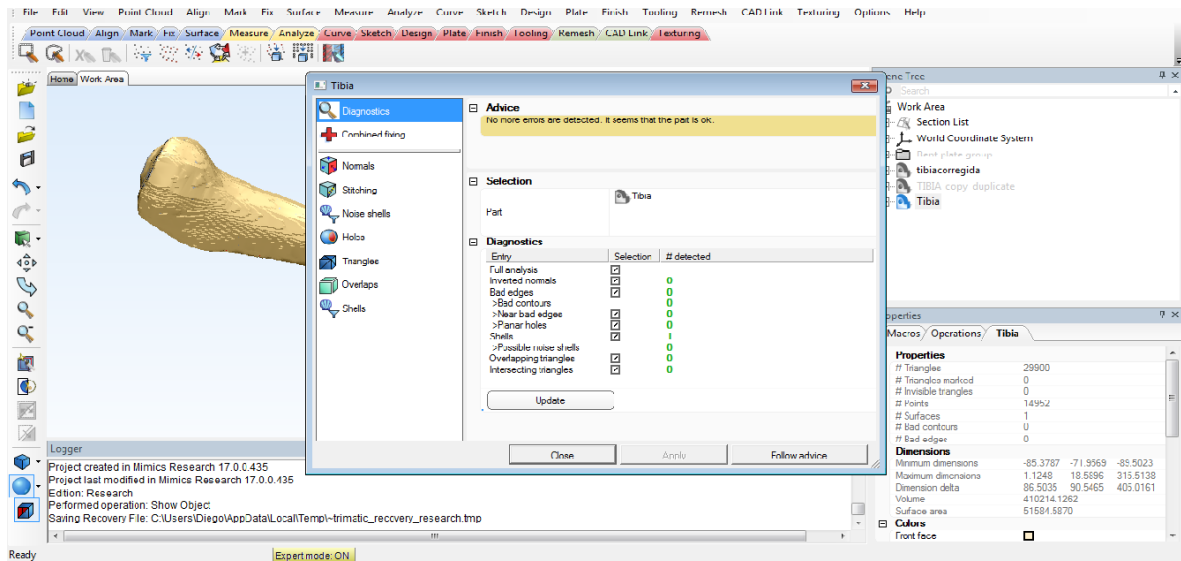 File Edit View Point Cloud Align Mark Fix Surface Measure Analyze Curve Sketch Design Plate Finish Tooling Remesh CAD Link Texturing Options Help
Point Cloud Align Mark Fix Surface Measure Analyze Curve Sketch Design Plate Finish Tooling Remesh CAD Link Texturing
Home Work Area
Tibia
Diagnostics
Combined fixing
Normals
Stitching
Noise shells
Holes
Triangles
Overlaps
Shells
Advice
No more errors are detected. It seems that the part is ok.
Selection
Part
Tibia
Diagnostics
Entry Selection # detected
Full analysis
Inverted normals 0
Bad edges 0
>Bad contours 0
>Near bad edges 0
>Planar holes 0
Shells 1
>Possible noise shells 0
Overlapping triangles 0
Intersecting triangles 0
Update
Close Apply Follow advice
ene Tree
Search
Work Area
Section List
World Coordinate System
Bent plate group
tibiacorregida
TIBIA copy duplicate
Tibia
operties
Macros Operations Tibia
Properties
# Triangles 29900
# Triangles marked 0
# Invisible triangles 0
# Points 14952
# Surfaces 1
# Bad contours 0
# Bad edges 0
Dimensions
Minimum dimensions -85.3787 -71.9569 -89.5023
Maximum dimensions 1.1248 18.5896 315.5138
Dimension delta 86.5035 90.5465 405.0161
Volume 410214.1262
Surface area 51584.5870
Colors
Front face
Logger
Project created in Mimics Research 17.0.0.435
Project last modified in Mimics Research 17.0.0.435
Edition: Research
Performed operation: Show Object
Saving Recovery File: C:\Users\Diego\AppData\Local\Temp\~trimatic_recovery_research.tmp
Ready
Expert mode: ON